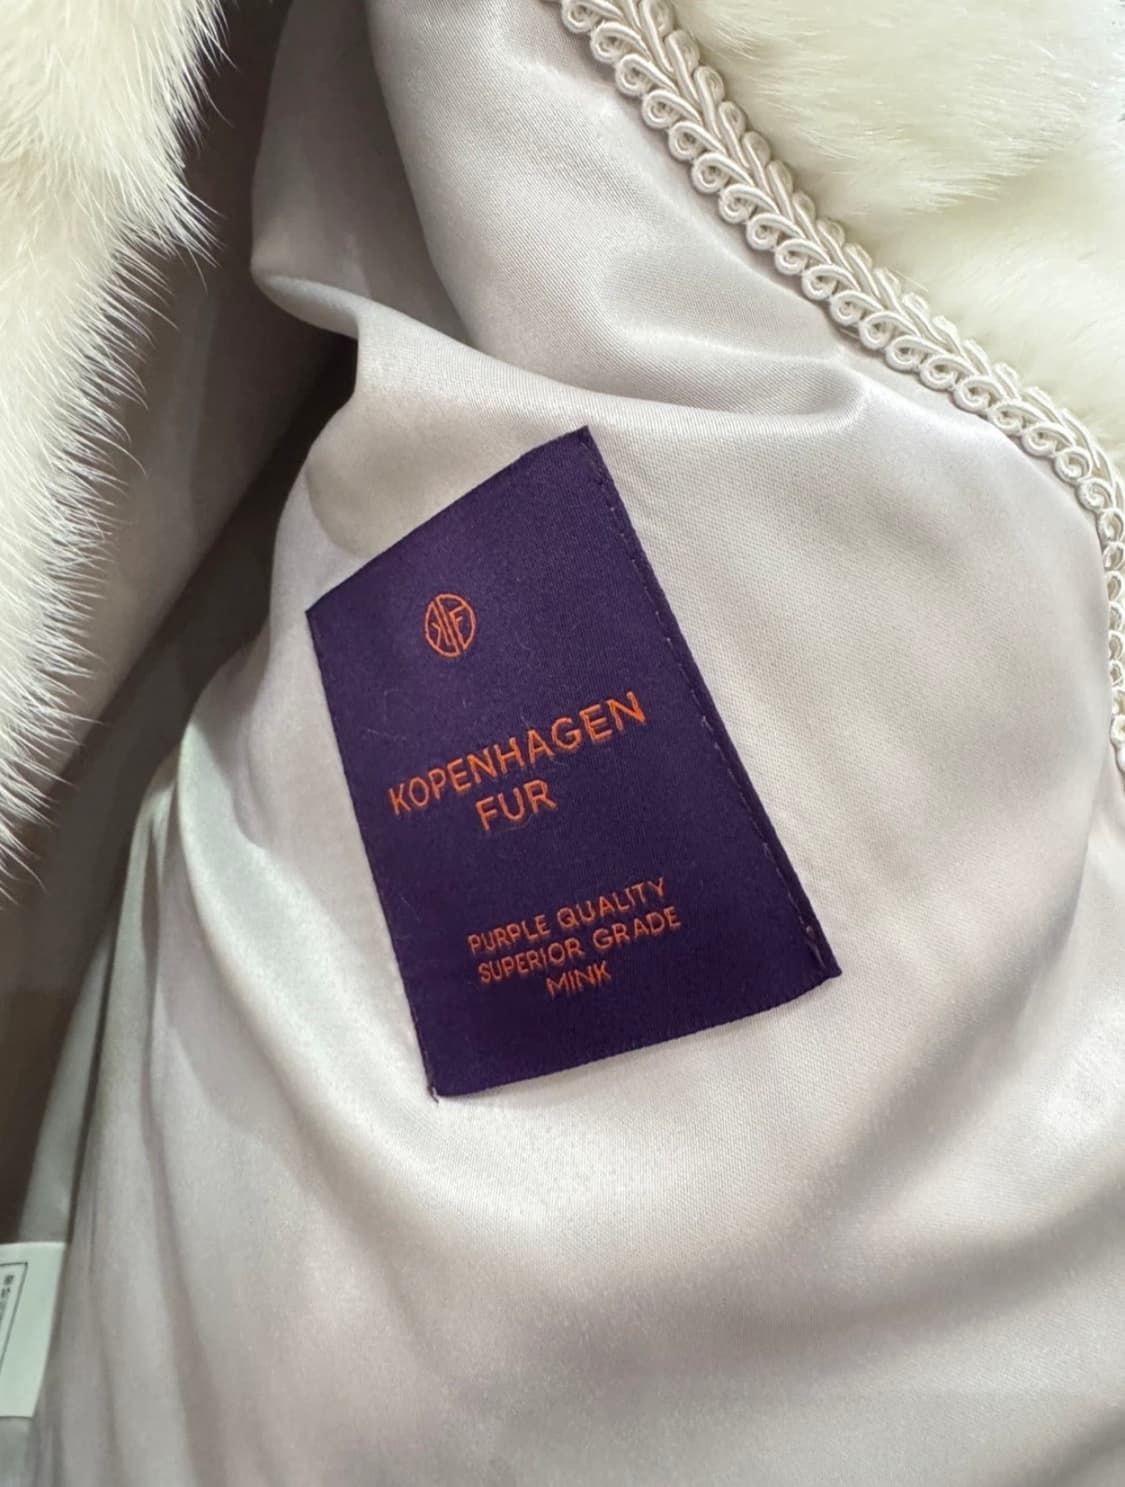 KOPENHAGEN
FUR
PURPLE QUALITY
SUPERIOR GRADE
MINK